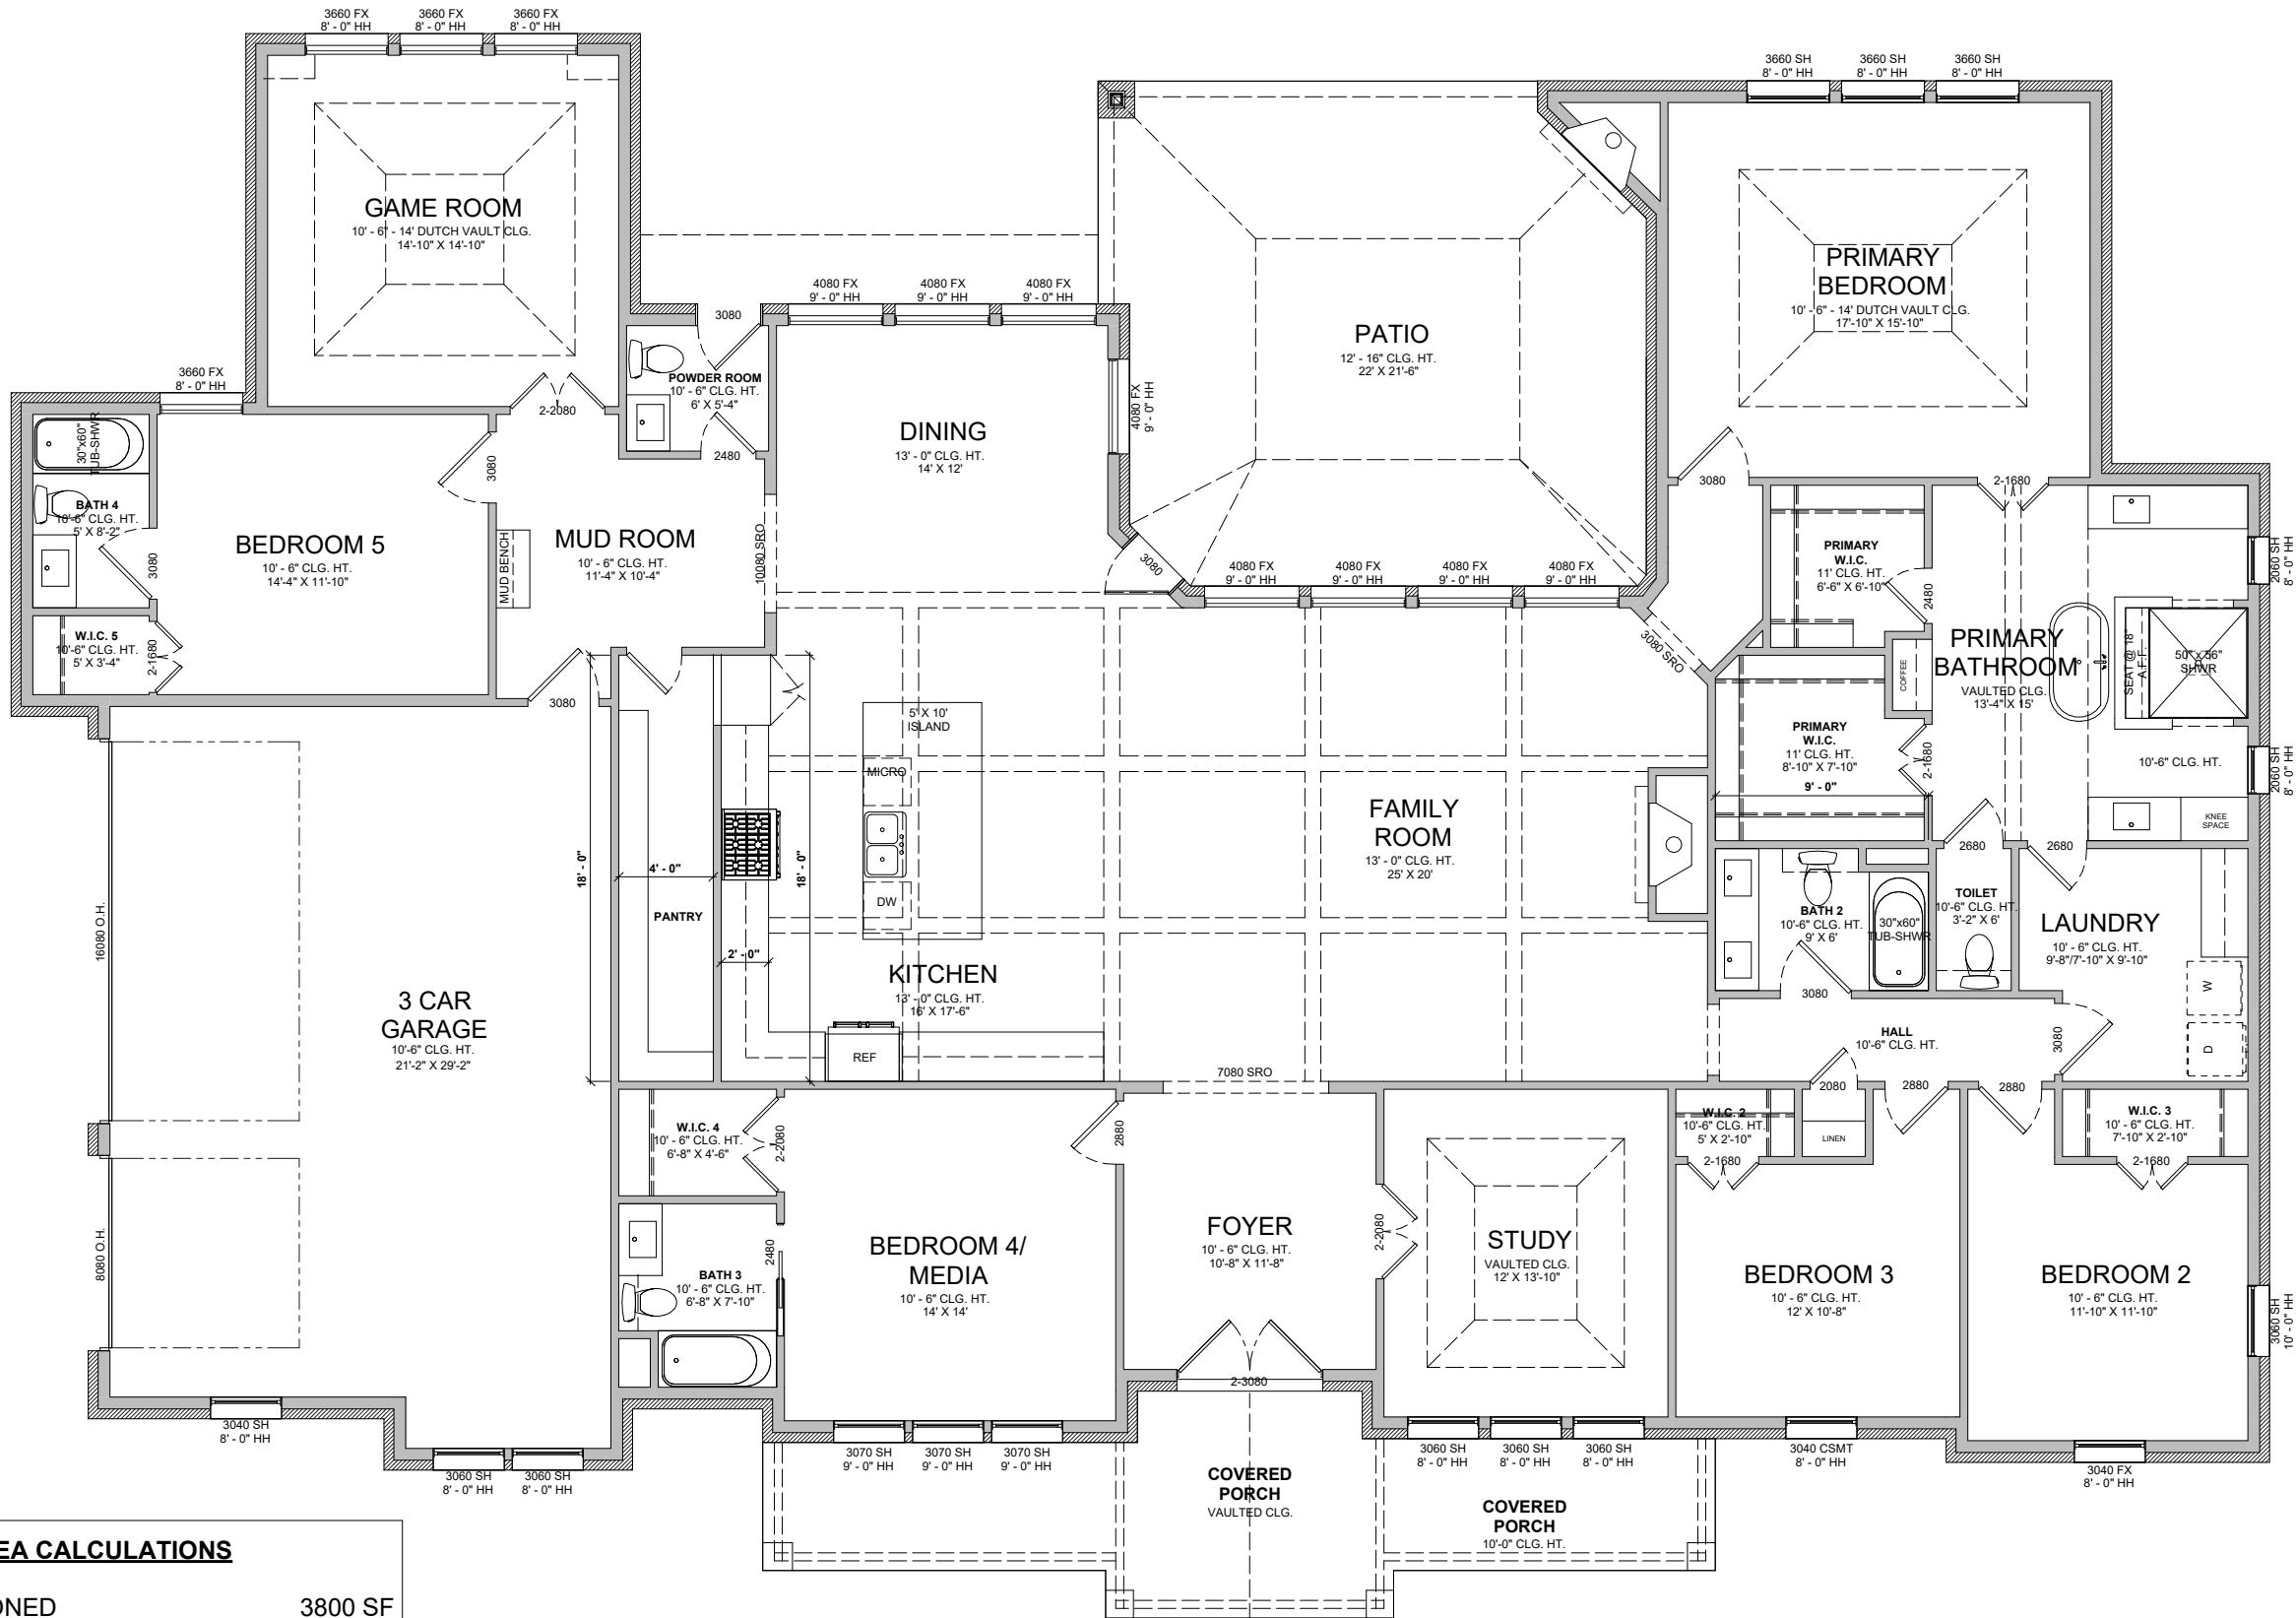 3660 FX
8' - 0" HH
3660 FX
8' - 0" HH
3660 FX
8' - 0" HH
3660 SH
8' - 0" HH
3660 SH
8' - 0" HH
3660 SH
8' - 0" HH
GAME ROOM
10' - 6" - 14' DUTCH VAULT CLG.
14'-10" X 14'-10"
PRIMARY
BEDROOM
10' - 6" - 14' DUTCH VAULT CLG.
17'-10" X 15'-10"
4080 FX
9' - 0" HH
4080 FX
9' - 0" HH
4080 FX
9' - 0" HH
3080
PATIO
12' - 16" CLG. HT.
22' X 21'-6"
3660 FX
8' - 0" HH
POWDER ROOM
10' - 6" CLG. HT.
6' X 5'-4"
2-2080
2480
4080 FX
9' - 0" HH
DINING
13' - 0" CLG. HT.
14' X 12'
30"x60"
TUB-SHWR
3080
3080
2-1680
BATH 4
10'-6" CLG. HT.
5' X 8'-2"
3080
BEDROOM 5
10' - 6" CLG. HT.
14'-4" X 11'-10"
MUD BENCH
MUD ROOM
10' - 6" CLG. HT.
11'-4" X 10'-4"
10080 SRO
3080
4080 FX
9' - 0" HH
4080 FX
9' - 0" HH
4080 FX
9' - 0" HH
4080 FX
9' - 0" HH
PRIMARY
W.I.C.
11' CLG. HT.
6'-6" X 6'-10"
2480
2060 SH
8' - 0" HH
W.I.C. 5
10'-6" CLG. HT.
5' X 3'-4"
2-1680
3080 SRO
COFFEE
PRIMARY
BATHROOM
VAULTED CLG.
13'-4" X 15'
SEAT @ 18"
A.F.F.
50" x 56"
SHWR
3080
5' X 10'
ISLAND
MICRO
DW
PRIMARY
W.I.C.
11' CLG. HT.
8'-10" X 7'-10"
9' - 0"
2-1680
10'-6" CLG. HT.
2060 SH
8' - 0" HH
KNEE
SPACE
FAMILY
ROOM
13' - 0" CLG. HT.
25' X 20'
18' - 0"
4' - 0"
18' - 0"
PANTRY
2' - 0"
2680
2680
BATH 2
10'-6" CLG. HT.
9' X 6'
30"x60"
TUB-SHWR
TOILET
10'-6" CLG. HT.
3'-2" X 6'
LAUNDRY
10' - 6" CLG. HT.
9'-8"/7'-10" X 9'-10"
W
D
16080 O.H.
3 CAR
GARAGE
10'-6" CLG. HT.
21'-2" X 29'-2"
KITCHEN
13' - 0" CLG. HT.
16' X 17'-6"
REF
3080
HALL
10'-6" CLG. HT.
3080
7080 SRO
2080
2880
2880
W.I.C. 4
10' - 6" CLG. HT.
6'-8" X 4'-6"
2-2080
2880
W.I.C. 2
10'-6" CLG. HT.
5' X 2'-10"
LINEN
W.I.C. 3
10' - 6" CLG. HT.
7'-10" X 2'-10"
2-1680
2-1680
8080 O.H.
2480
BATH 3
10' - 6" CLG. HT.
6'-8" X 7'-10"
BEDROOM 4/
MEDIA
10' - 6" CLG. HT.
14' X 14'
FOYER
10' - 6" CLG. HT.
10'-8" X 11'-8"
2-2080
STUDY
VAULTED CLG.
12' X 13'-10"
BEDROOM 3
10' - 6" CLG. HT.
12' X 10'-8"
BEDROOM 2
10' - 6" CLG. HT.
11'-10" X 11'-10"
3060 SH
10' - 0" HH
2-3080
3040 SH
8' - 0" HH
3060 SH
8' - 0" HH
3060 SH
8' - 0" HH
3070 SH
9' - 0" HH
3070 SH
9' - 0" HH
3070 SH
9' - 0" HH
3060 SH
8' - 0" HH
3060 SH
8' - 0" HH
3060 SH
8' - 0" HH
3040 CSMT
8' - 0" HH
3040 FX
8' - 0" HH
COVERED
PORCH
VAULTED CLG.
COVERED
PORCH
10'-0" CLG. HT.
EA CALCULATIONS
ONED 3800 SF